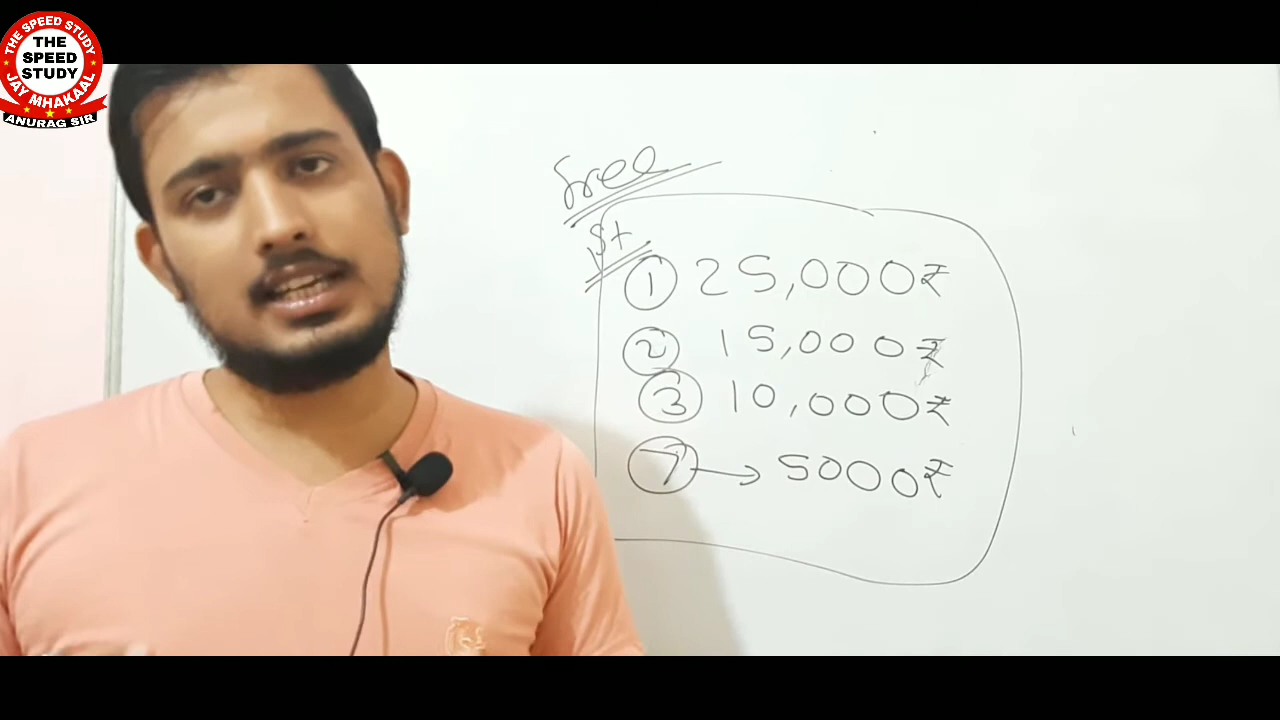 THE SPEED STUDY
THE
SPEED
STUDY
JAY MHAKAAL
ANURAG SIR
free
St
1 25,000₹
2 15,000₹
3 10,000₹
7 → 5000₹